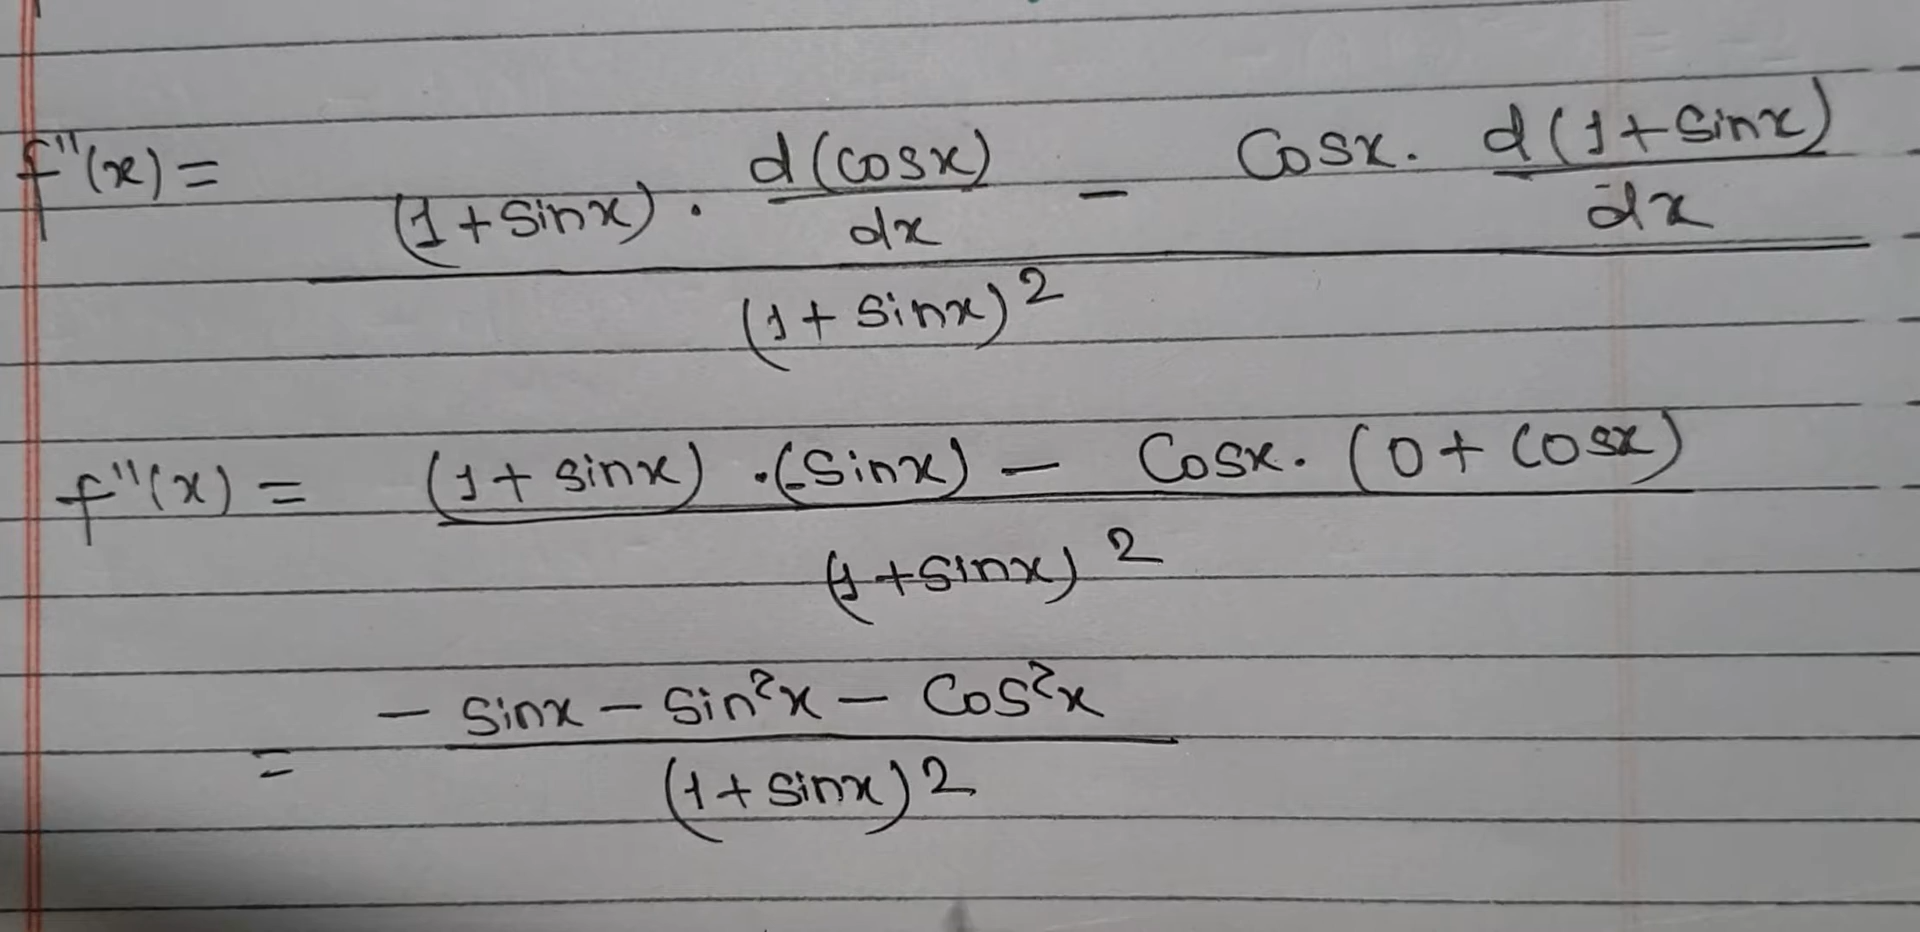 f''(x) = ((1 + sinx) · d(cosx)/dx − Cosx · d(1 + sinx)/dx) / (1 + sinx)^2
f''(x) = ((1 + sinx) · (-sinx) − Cosx · (0 + cosx)) / (1 + sinx)^2
= (− sinx − sin²x − Cos²x) / (1 + sinx)^2